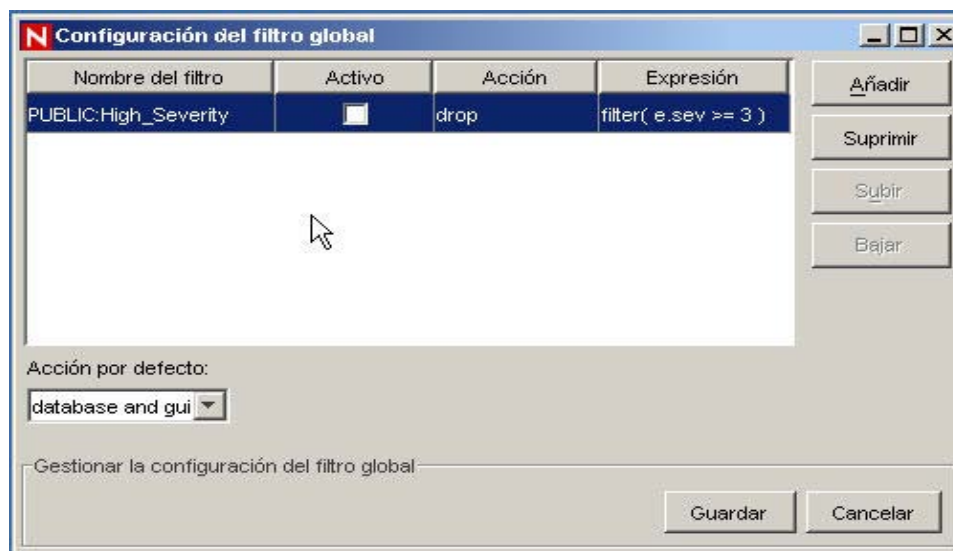 N Configuración del filtro global
Nombre del filtro Activo Acción Expresión
PUBLIC:High_Severity drop filter( e.sev >= 3 )
Añadir
Suprimir
Subir
Bajar
Acción por defecto:
database and gui
Gestionar la configuración del filtro global
Guardar Cancelar